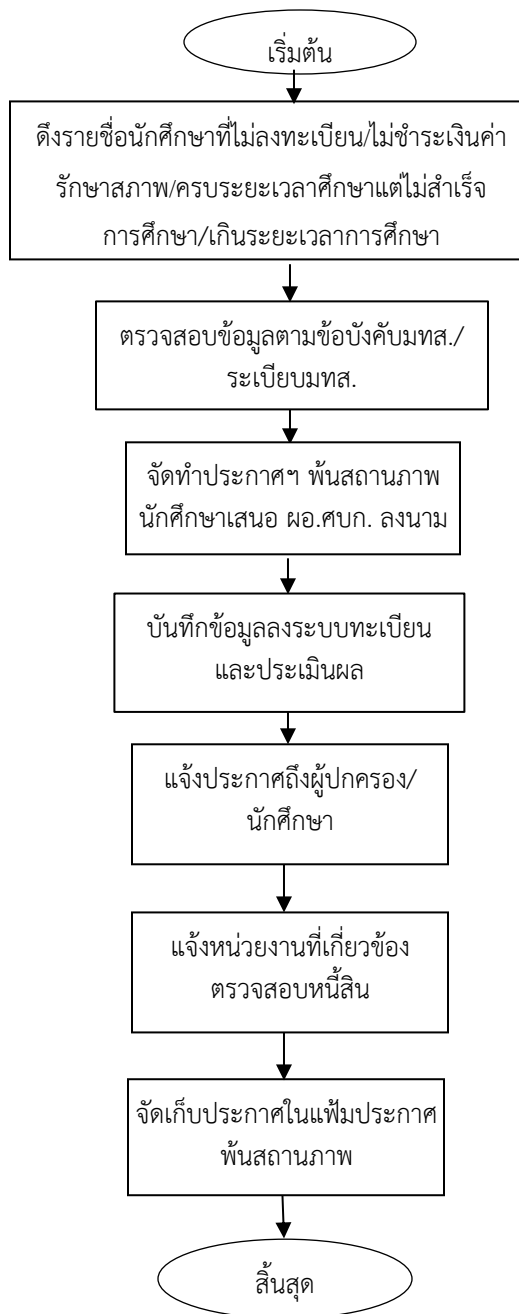 เริ่มต้น
ดึงรายชื่อนักศึกษาที่ไม่ลงทะเบียน/ไม่ชำระเงินค่า
รักษาสภาพ/ครบระยะเวลาศึกษาแต่ไม่สำเร็จ
การศึกษา/เกินระยะเวลาการศึกษา
ตรวจสอบข้อมูลตามข้อบังคับมทส./
ระเบียบมทส.
จัดทำประกาศฯ พ้นสถานภาพ
นักศึกษาเสนอ ผอ.ศบก. ลงนาม
บันทึกข้อมูลลงระบบทะเบียน
และประเมินผล
แจ้งประกาศถึงผู้ปกครอง/
นักศึกษา
แจ้งหน่วยงานที่เกี่ยวข้อง
ตรวจสอบหนี้สิน
จัดเก็บประกาศในแฟ้มประกาศ
พ้นสถานภาพ
สิ้นสุด